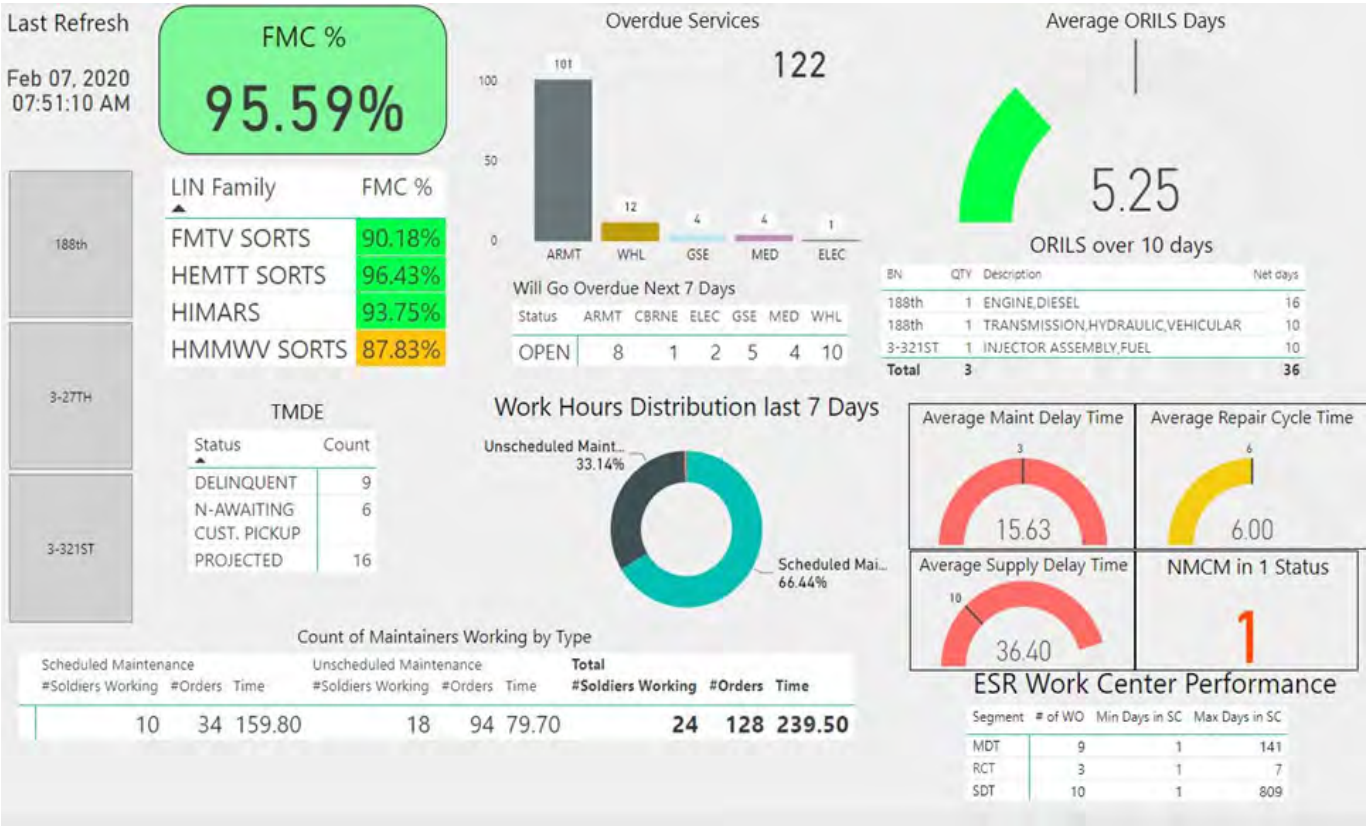 Last Refresh
Feb 07, 2020
07:51:10 AM
188th
3-27TH
3-321ST
FMC %
95.59%
LIN Family FMC %
FMTV SORTS 90.18%
HEMTT SORTS 96.43%
HIMARS 93.75%
HMMWV SORTS 87.83%
TMDE
Status Count
DELINQUENT 9
N-AWAITING 6
CUST. PICKUP
PROJECTED 16
Overdue Services
122
100
50
0
101
12
4
4
1
ARMT WHL GSE MED ELEC
Will Go Overdue Next 7 Days
Status ARMT CBRNE ELEC GSE MED WHL
OPEN 8 1 2 5 4 10
Work Hours Distribution last 7 Days
Unscheduled Maint...
33.14%
Scheduled Mai...
66.44%
Average ORILS Days
5.25
ORILS over 10 days
BN QTY Description Net days
188th 1 ENGINE,DIESEL 16
188th 1 TRANSMISSION,HYDRAULIC,VEHICULAR 10
3-321ST 1 INJECTOR ASSEMBLY,FUEL 10
Total 3 36
Average Maint Delay Time
3
15.63
Average Repair Cycle Time
6
6.00
Average Supply Delay Time
10
36.40
NMCM in 1 Status
1
Count of Maintainers Working by Type
Scheduled Maintenance Unscheduled Maintenance Total
#Soldiers Working #Orders Time #Soldiers Working #Orders Time #Soldiers Working #Orders Time
10 34 159.80 18 94 79.70 24 128 239.50
ESR Work Center Performance
Segment # of WO Min Days in SC Max Days in SC
MDT 9 1 141
RCT 3 1 7
SDT 10 1 809